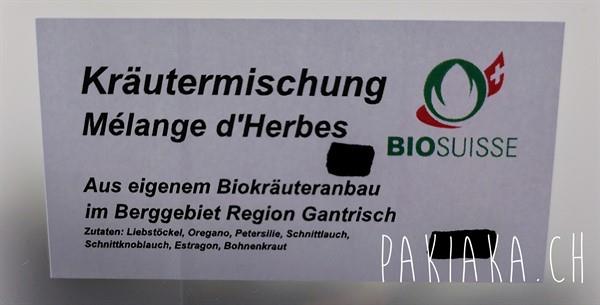 Kräutermischung
Mélange d'Herbes
BIOSUISSE
Aus eigenem Biokräuteranbau
im Berggebiet Region Gantrisch
Zutaten: Liebstöckel, Oregano, Petersilie, Schnittlauch,
Schnittknoblauch, Estragon, Bohnenkraut
PAKIAKA.CH